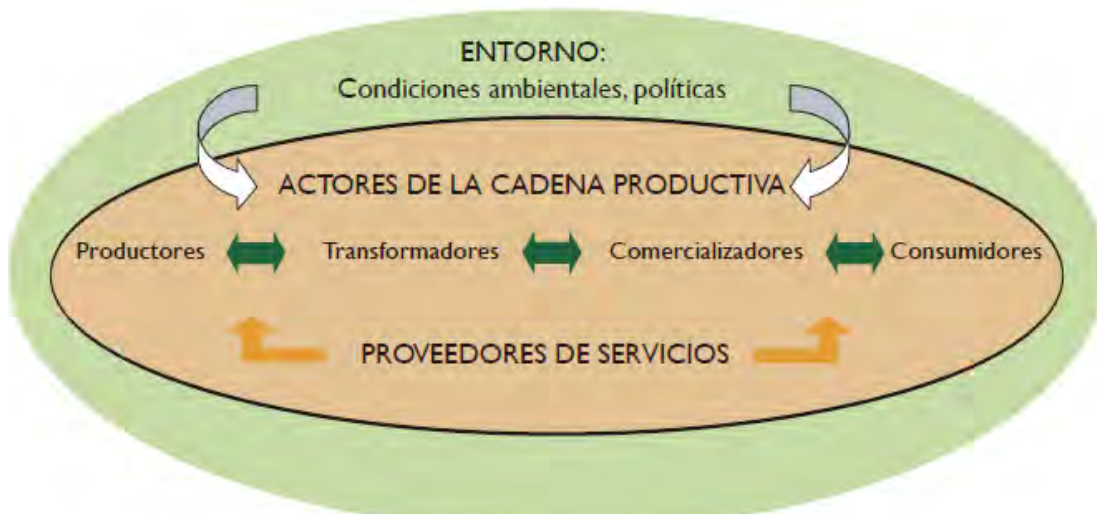 ENTORNO:
Condiciones ambientales, políticas
ACTORES DE LA CADENA PRODUCTIVA
Productores Transformadores Comercializadores Consumidores
PROVEEDORES DE SERVICIOS